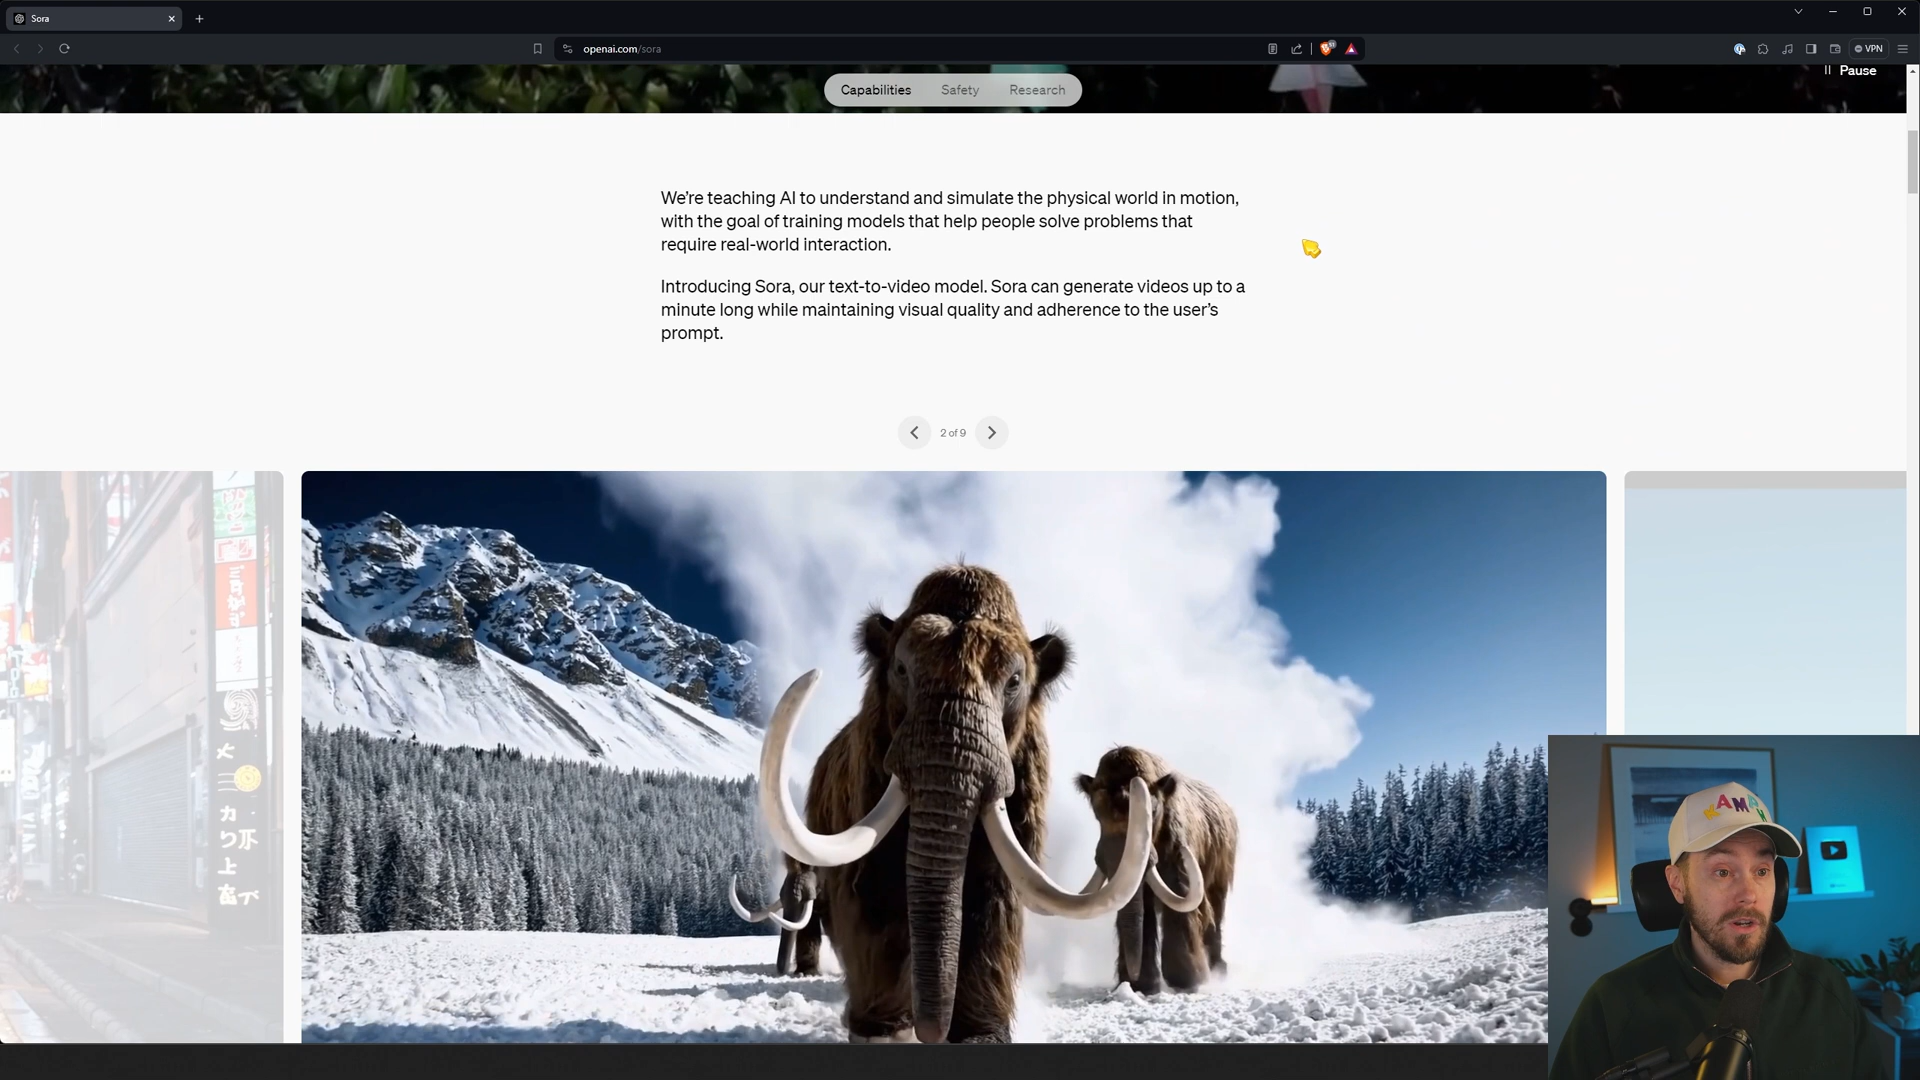 Sora
openai.com/sora
VPN
Pause
Capabilities
Safety
Research
We’re teaching AI to understand and simulate the physical world in motion,
with the goal of training models that help people solve problems that
require real-world interaction.
Introducing Sora, our text-to-video model. Sora can generate videos up to a
minute long while maintaining visual quality and adherence to the user’s
prompt.
2 of 9